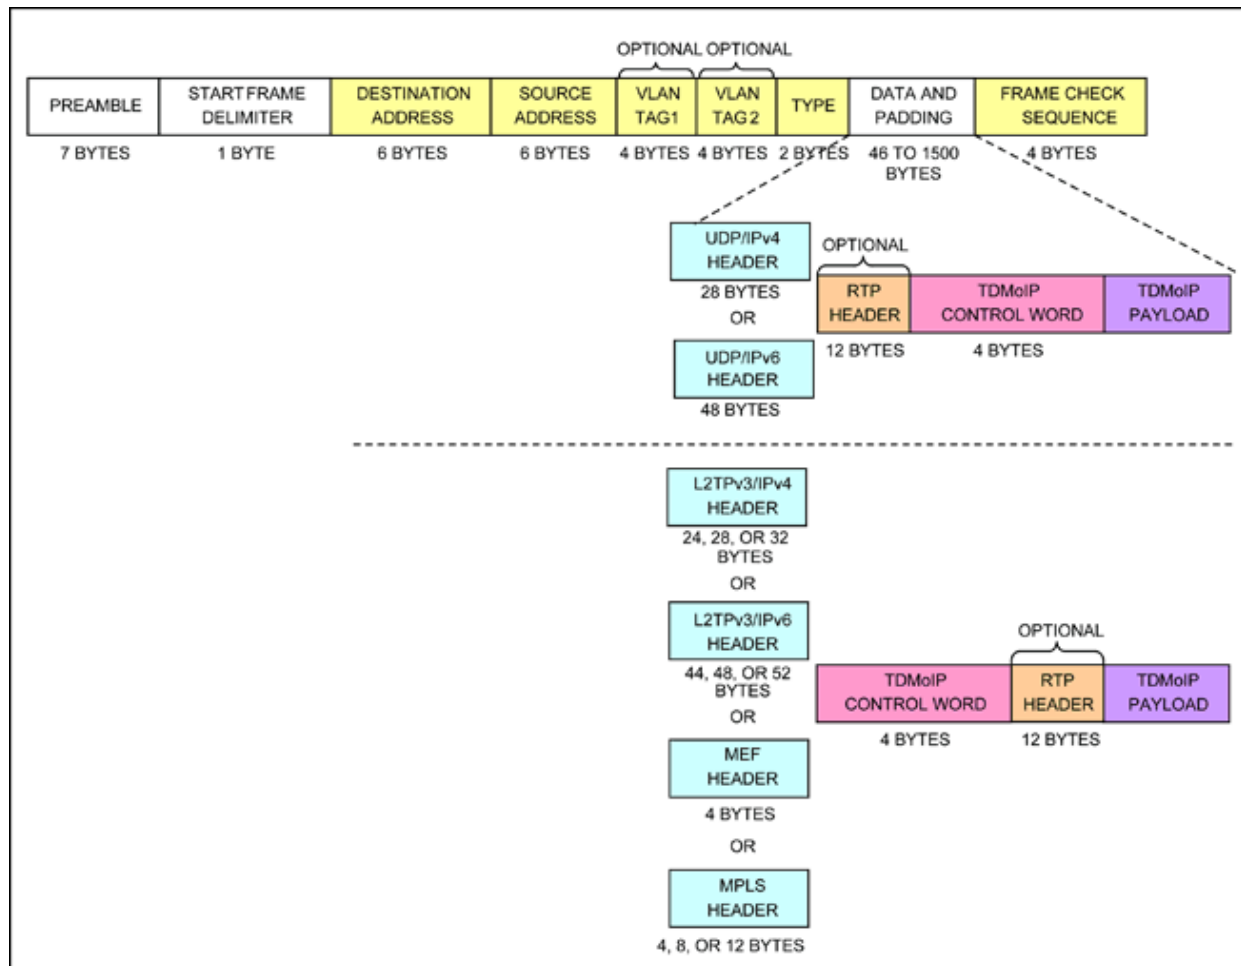 OPTIONAL OPTIONAL
PREAMBLE
START FRAME
DELIMITER
DESTINATION
ADDRESS
SOURCE
ADDRESS
VLAN
TAG1
VLAN
TAG2
TYPE
DATA AND
PADDING
FRAME CHECK
SEQUENCE
7 BYTES
1 BYTE
6 BYTES
6 BYTES
4 BYTES
4 BYTES
2 BYTES
46 TO 1500
BYTES
4 BYTES
UDP/IPv4
HEADER
28 BYTES
OR
UDP/IPv6
HEADER
48 BYTES
OPTIONAL
RTP
HEADER
TDMoIP
CONTROL WORD
TDMoIP
PAYLOAD
12 BYTES
4 BYTES
L2TPv3/IPv4
HEADER
24, 28, OR 32
BYTES
OR
L2TPv3/IPv6
HEADER
44, 48, OR 52
BYTES
OR
MEF
HEADER
4 BYTES
OR
MPLS
HEADER
4, 8, OR 12 BYTES
OPTIONAL
TDMoIP
CONTROL WORD
RTP
HEADER
TDMoIP
PAYLOAD
4 BYTES
12 BYTES